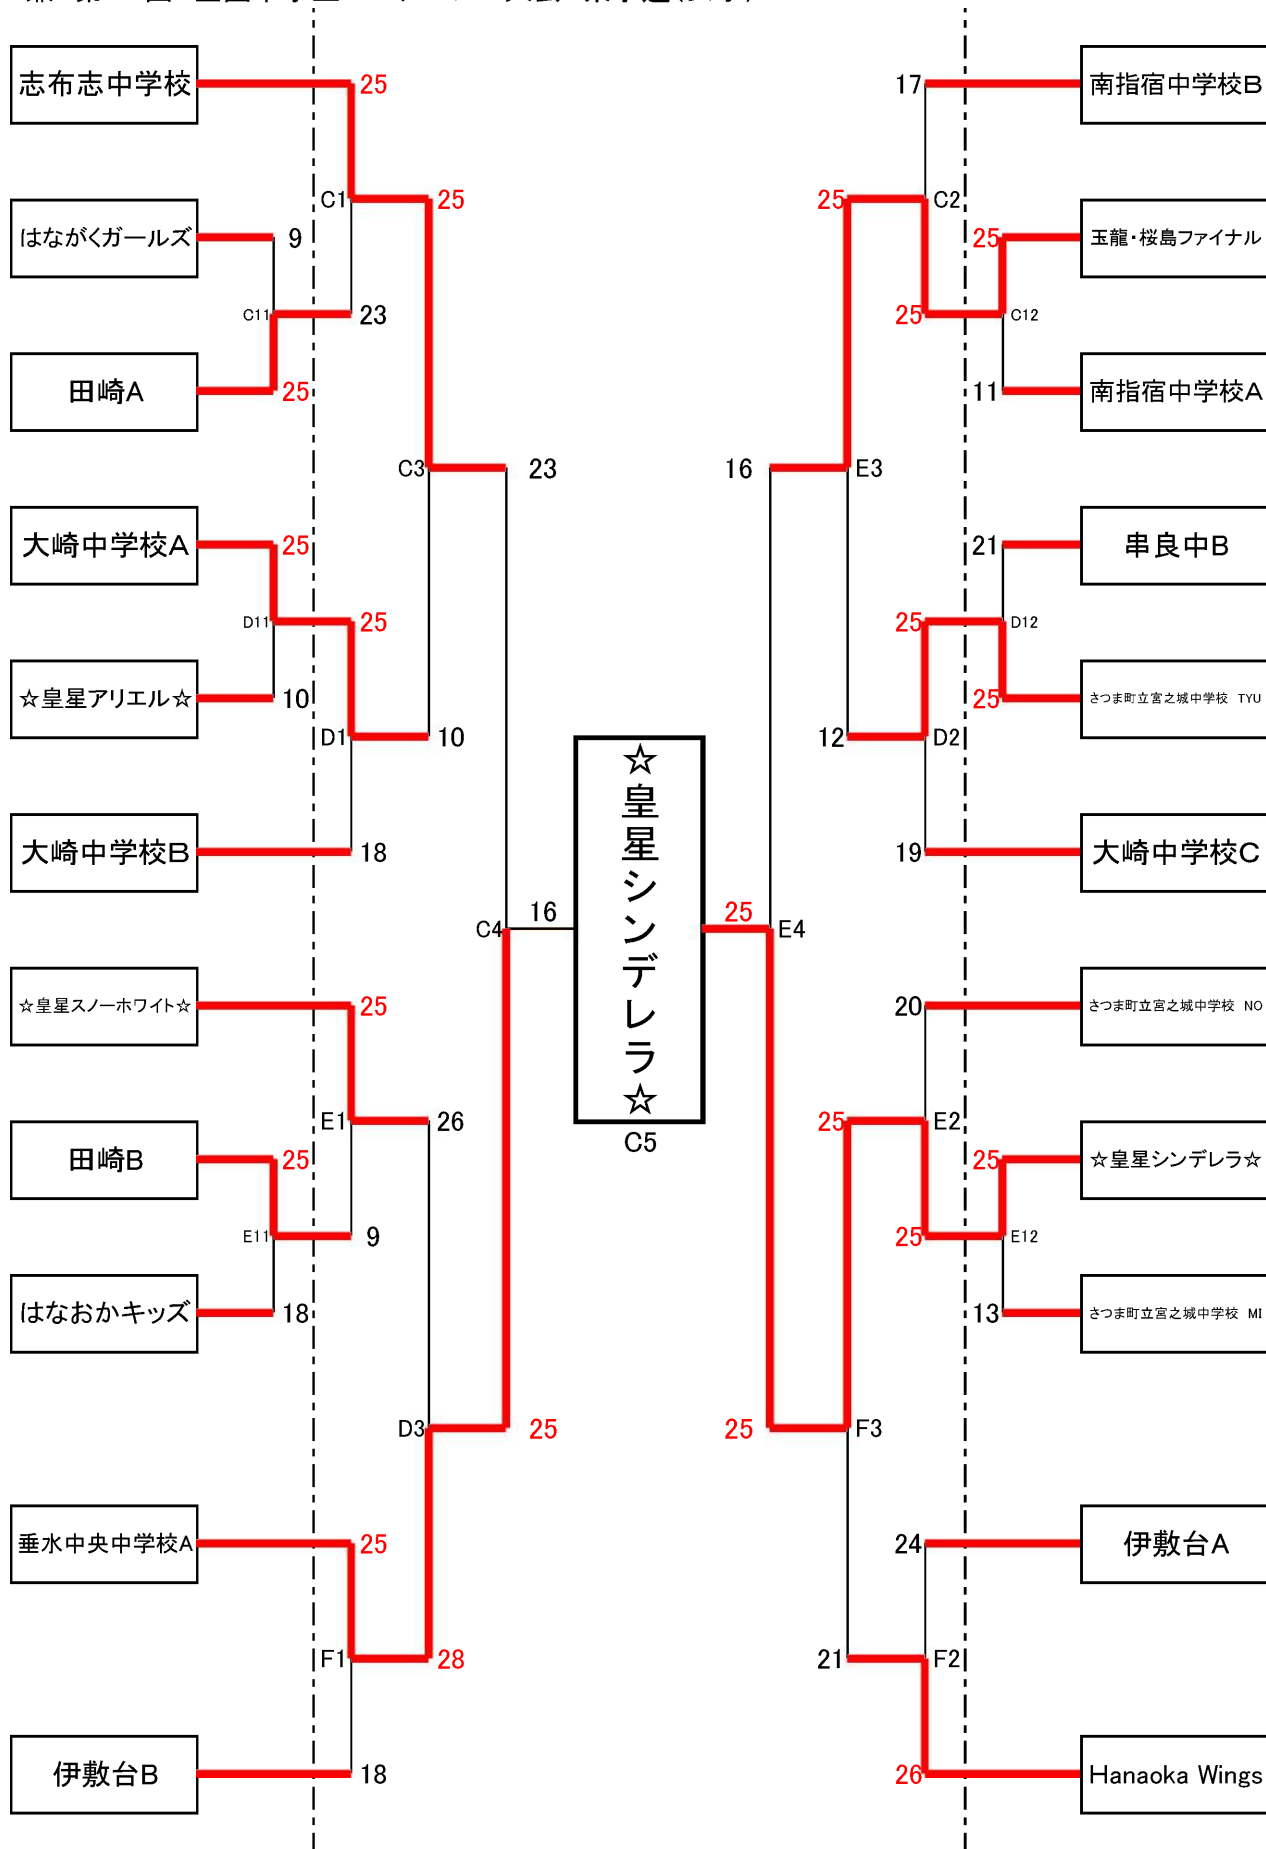 志布志中学校
25
17
南指宿中学校B
C1
25
25
C2
はながくガールズ
9
25
玉龍・桜島ファイナル
C11
23
25
C12
田崎A
25
11
南指宿中学校A
C3
23
16
E3
大崎中学校A
25
21
串良中B
D11
25
25
D12
☆皇星アリエル☆
10
25
さつま町立宮之城中学校 TYU
D1
10
12
D2
大崎中学校B
18
19
大崎中学校C
☆皇星シンデレラ☆
C4
16
25
E4
☆皇星スノーホワイト☆
25
20
さつま町立宮之城中学校 NO
E1
26
25
E2
C5
田崎B
25
25
☆皇星シンデレラ☆
E11
9
25
E12
はなおかキッズ
18
13
さつま町立宮之城中学校 MI
D3
25
25
F3
垂水中央中学校A
25
24
伊敷台A
F1
28
21
F2
伊敷台B
18
26
Hanaoka Wings